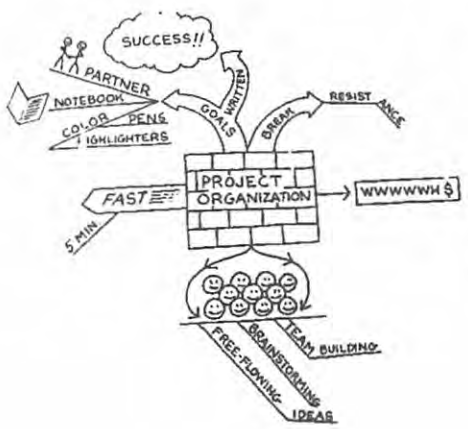 SUCCESS!!
PARTNER
NOTEBOOK
COLOR PENS
HIGHLIGHTERS
GOALS
WRITTEN
BREAK
RESIST
ANCE
PROJECT
ORGANIZATION
WWWWWH$
FAST
5 MIN
TEAM BUILDING
BRAINSTORMING
FREE-FLOWING
IDEAS